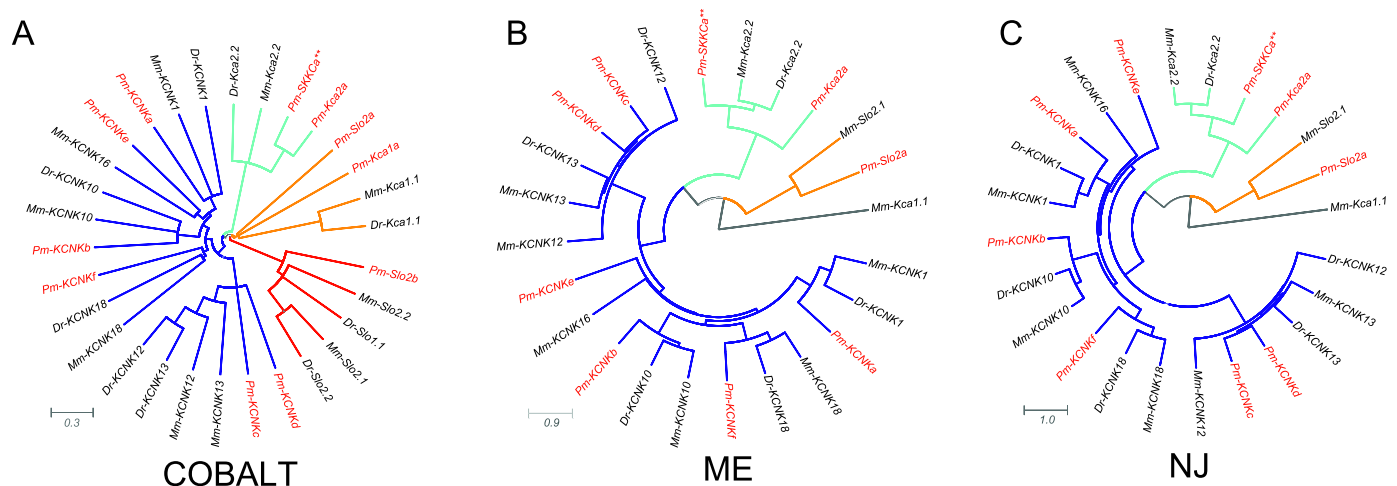 A
Dr-KCNK1
Mm-KCNK1
Pm-KCNKa
Pm-KCNKe
Mm-KCNK16
Dr-KCNK10
Mm-KCNK10
Pm-KCNKb
Pm-KCNKf
Dr-KCNK18
Mm-KCNK18
Dr-KCNK12
Dr-KCNK13
Mm-KCNK12
Mm-KCNK13
Pm-KCNKc
Pm-KCNKd
Dr-Slo2.2
Mm-Slo2.1
Dr-Slo1.1
Mm-Slo2.2
Pm-Slo2b
Dr-Kca1.1
Mm-Kca1.1
Pm-Kca1a
Pm-Slo2a
Pm-Kca2a
Pm-SKKCa**
Mm-Kca2.2
Dr-Kca2.2
0.3
COBALT
B
Dr-KCNK12
Pm-KCNKc
Pm-KCNKd
Dr-KCNK13
Mm-KCNK13
Mm-KCNK12
Pm-KCNKe
Mm-KCNK16
Pm-KCNKb
Dr-KCNK10
Mm-KCNK10
Pm-KCNKf
Dr-KCNK18
Mm-KCNK18
Pm-KCNKa
Dr-KCNK1
Mm-KCNK1
Mm-Kca1.1
Pm-Slo2a
Mm-Slo2.1
Pm-Kca2a
Dr-Kca2.2
Mm-Kca2.2
Pm-SKKCa**
0.9
ME
C
Pm-KCNKe
Mm-KCNK16
Pm-KCNKa
Dr-KCNK1
Mm-KCNK1
Pm-KCNKb
Dr-KCNK10
Mm-KCNK10
Pm-KCNKf
Dr-KCNK18
Mm-KCNK18
Mm-KCNK12
Pm-KCNKc
Pm-KCNKd
Dr-KCNK13
Mm-KCNK13
Dr-KCNK12
Mm-Kca1.1
Pm-Slo2a
Mm-Slo2.1
Pm-Kca2a
Pm-SKKCa**
Dr-Kca2.2
Mm-Kca2.2
1.0
NJ